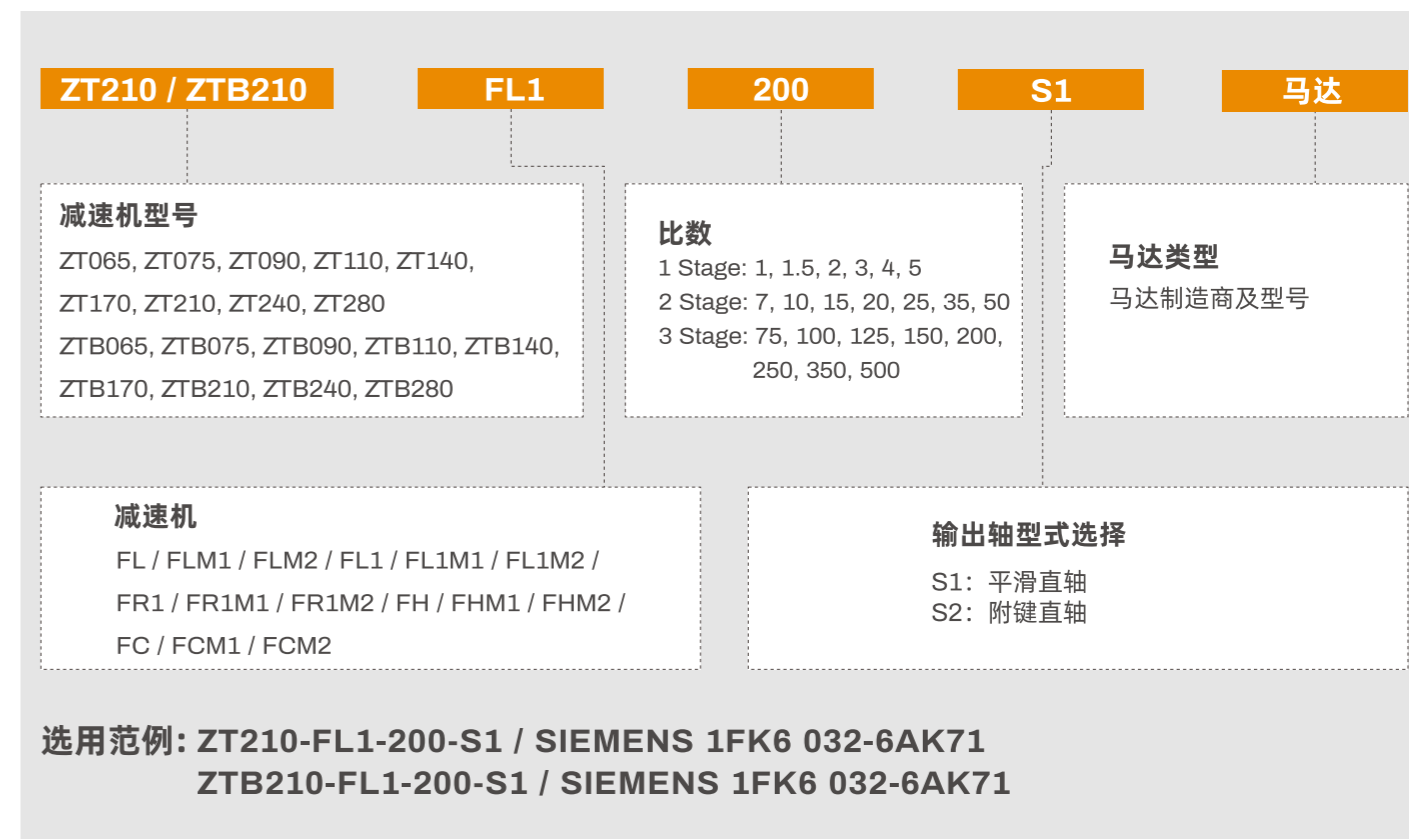 ZT210 / ZTB210
FL1
200
S1
马达
减速机型号
ZT065, ZT075, ZT090, ZT110, ZT140,
ZT170, ZT210, ZT240, ZT280
ZTB065, ZTB075, ZTB090, ZTB110, ZTB140,
ZTB170, ZTB210, ZTB240, ZTB280
比数
1 Stage: 1, 1.5, 2, 3, 4, 5
2 Stage: 7, 10, 15, 20, 25, 35, 50
3 Stage: 75, 100, 125, 150, 200,
250, 350, 500
马达类型
马达制造商及型号
减速机
FL / FLM1 / FLM2 / FL1 / FL1M1 / FL1M2 /
FR1 / FR1M1 / FR1M2 / FH / FHM1 / FHM2 /
FC / FCM1 / FCM2
输出轴型式选择
S1：平滑直轴
S2：附键直轴
选用范例: ZT210-FL1-200-S1 / SIEMENS 1FK6 032-6AK71
ZTB210-FL1-200-S1 / SIEMENS 1FK6 032-6AK71